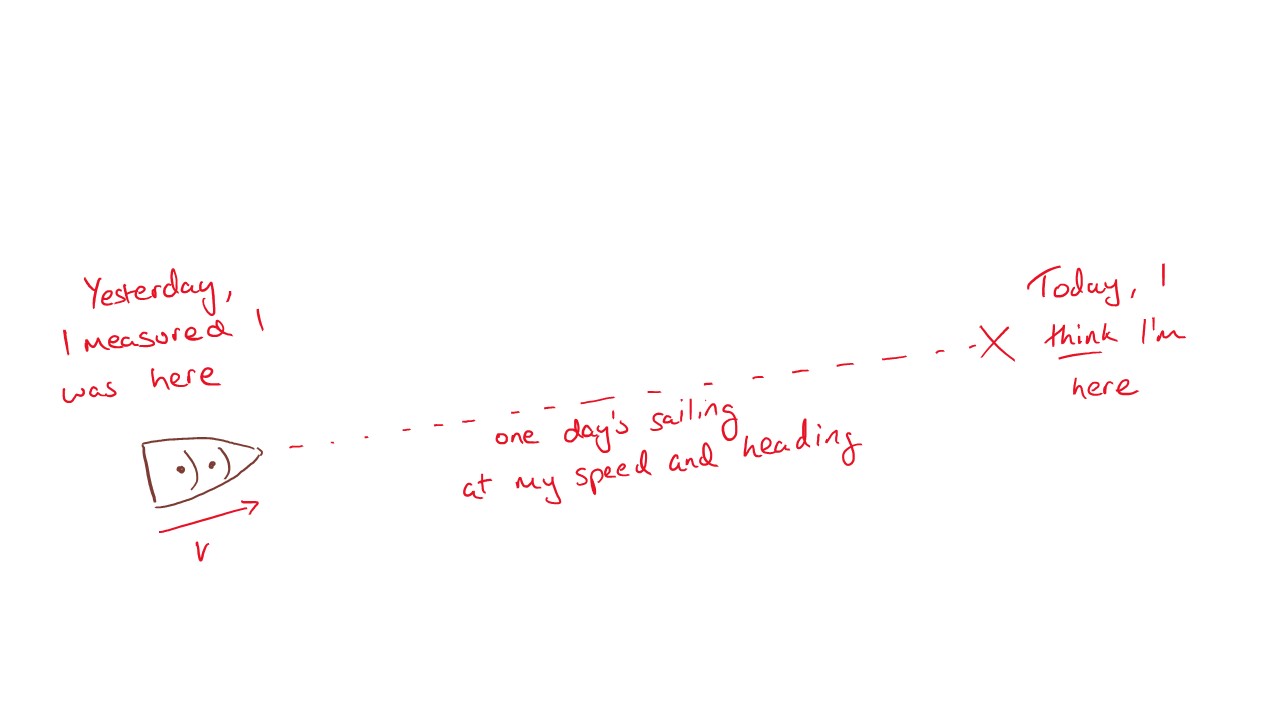 Yesterday,
I measured I
was here
V
one day's sailing
at my speed and heading
Today, I
think I'm
here